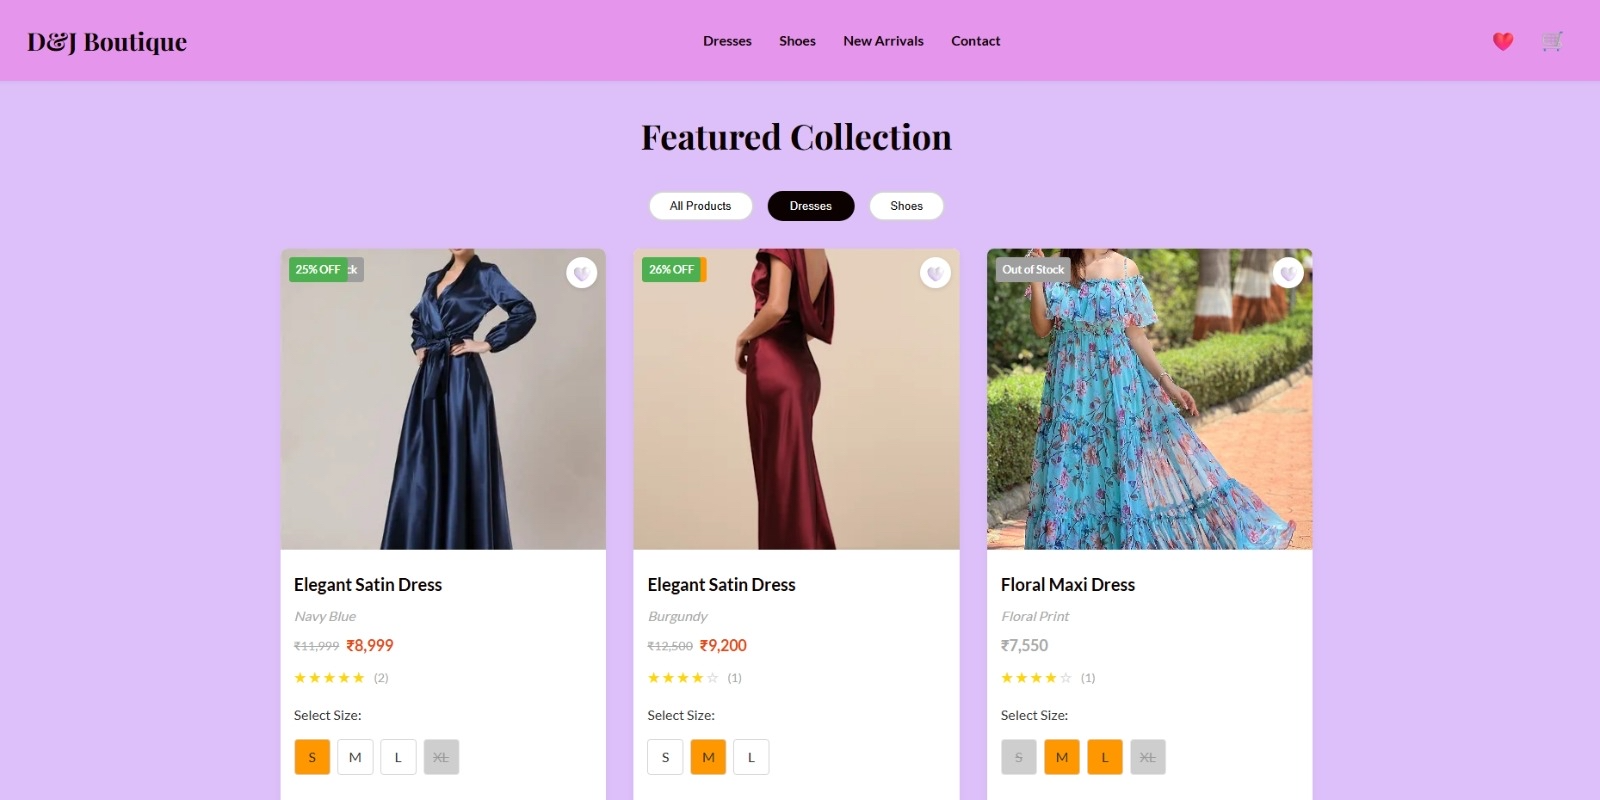 D&J Boutique
Dresses
Shoes
New Arrivals
Contact
Featured Collection
All Products
Dresses
Shoes
25% OFF
ck
26% OFF
Out of Stock
Elegant Satin Dress
Navy Blue
₹11,999 ₹8,999
★★★★★ (2)
Select Size:
S M L XL
Elegant Satin Dress
Burgundy
₹12,500 ₹9,200
★★★★☆ (1)
Select Size:
S M L
Floral Maxi Dress
Floral Print
₹7,550
★★★★☆ (1)
Select Size:
S M L XL